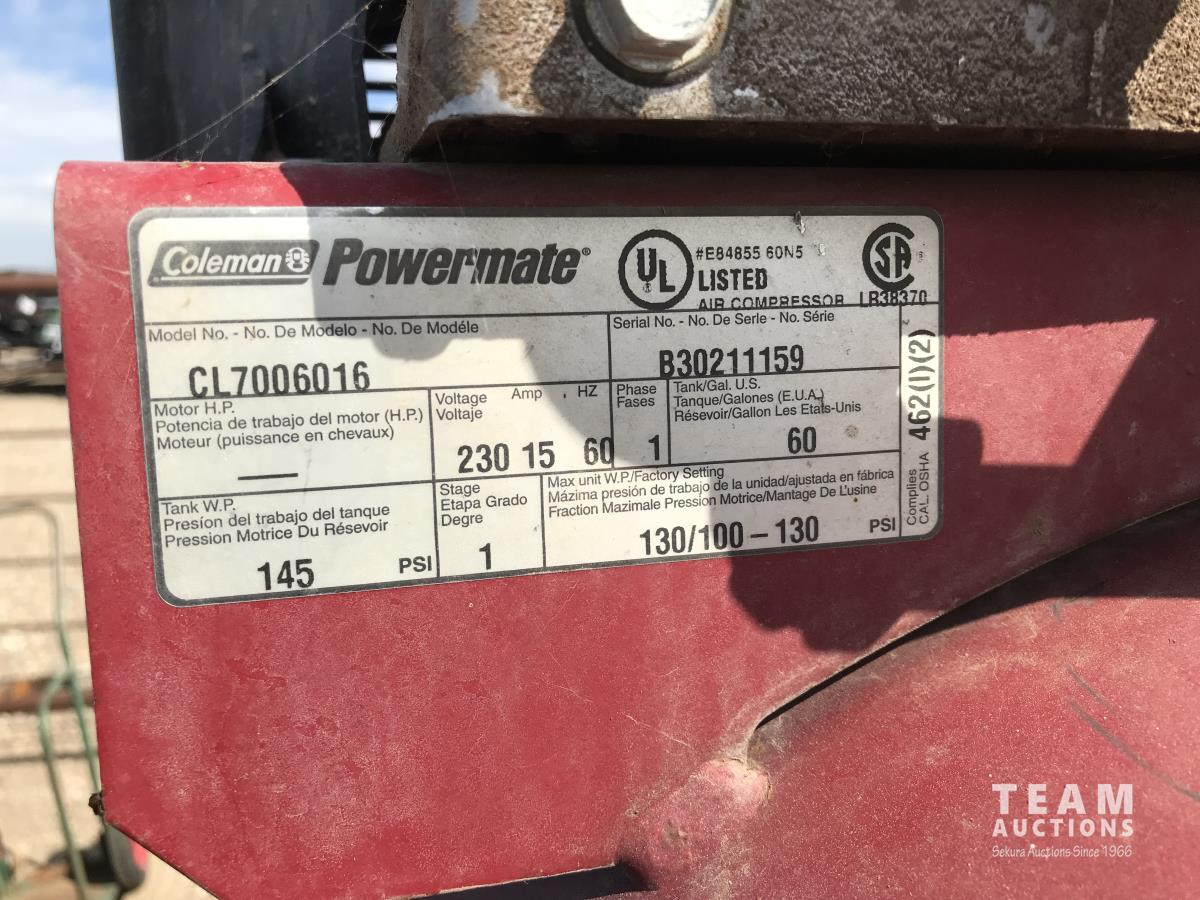 Coleman Powermate®
UL #E84855 60N5
LISTED
AIR COMPRESSOR
SA LR38370
Model No. - No. De Modelo - No. De Modéle
CL7006016
Serial No. - No. De Serle - No. Série
B30211159
Motor H.P.
Potencia de trabajo del motor (H.P.)
Moteur (puissance en chevaux)
—
Voltage Amp HZ
Voltaje
230 15 60
Phase
Fases
1
Tank/Gal. U.S.
Tanque/Galones (E.U.A.)
Résevoir/Gallon Les Etats-Unis
60
Tank W.P.
Presíon del trabajo del tanque
Pression Motrice Du Résevoir
145 PSI
Stage
Etapa Grado
Degre
1
Max unit W.P./Factory Setting
Mázima presión de trabajo de la unidad/ajustada en fábrica
Fraction Mazimale Pression Motrice/Mantage De L'usine
130/100 – 130 PSI
Complies
CAL. OSHA 462(l)(2)
TEAM
AUCTIONS
Sekura Auctions Since 1966